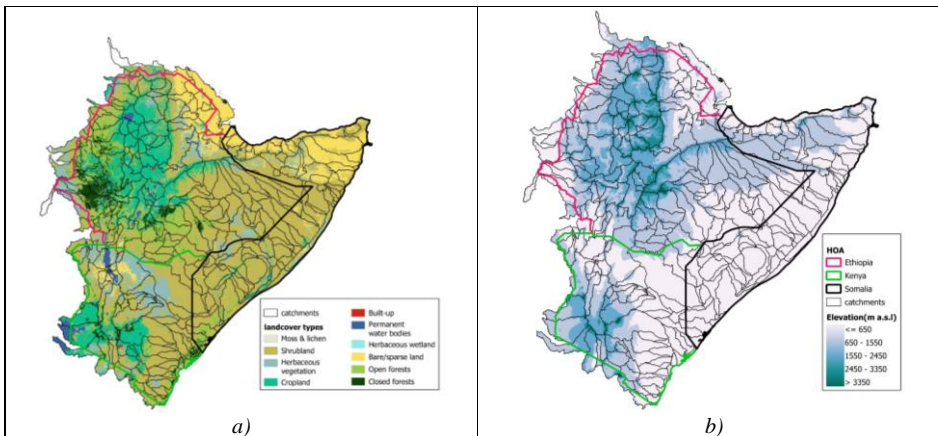 catchments
landcover types
Moss & lichen
Shrubland
Herbaceous
vegetation
Cropland
Built-up
Permanent
water bodies
Herbaceous wetland
Bare/sparse land
Open forests
Closed forests
a)
HOA
Ethiopia
Kenya
Somalia
catchments
Elevation(m a.s.l)
<= 650
650 - 1550
1550 - 2450
2450 - 3350
> 3350
b)